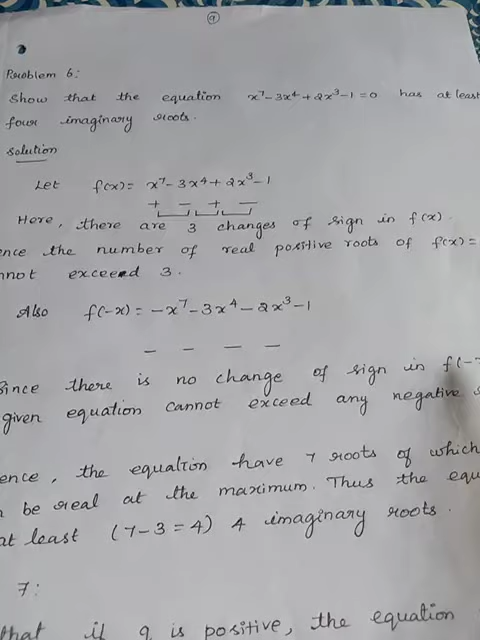 9
Problem 6:
Show that the equation x⁷-3x⁴+2x³-1=0 has at least
four imaginary roots.
Solution
Let f(x)= x⁷-3x⁴+2x³-1
+ - + -
Here, there are 3 changes of sign in f(x).
ence the number of real positive roots of f(x)=
nnot exceed 3.
Also f(-x) = -x⁷-3x⁴-2x³-1
- - - -
Since there is no change of sign in f(-
given equation cannot exceed any negative
ence, the equation have 7 roots of which
be real at the maximum. Thus the equ
at least (7-3=4) 4 imaginary roots.
7:
that if q is positive, the equation